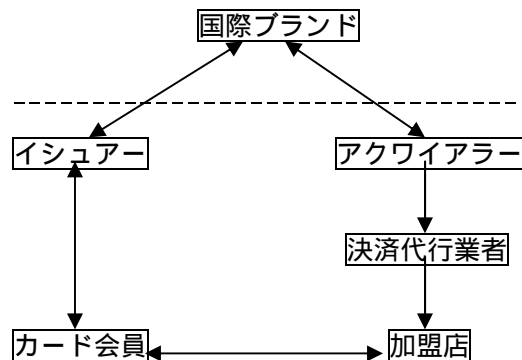 国際ブランド
イシュアー
アクワイアラー
決済代行業者
カード会員
加盟店